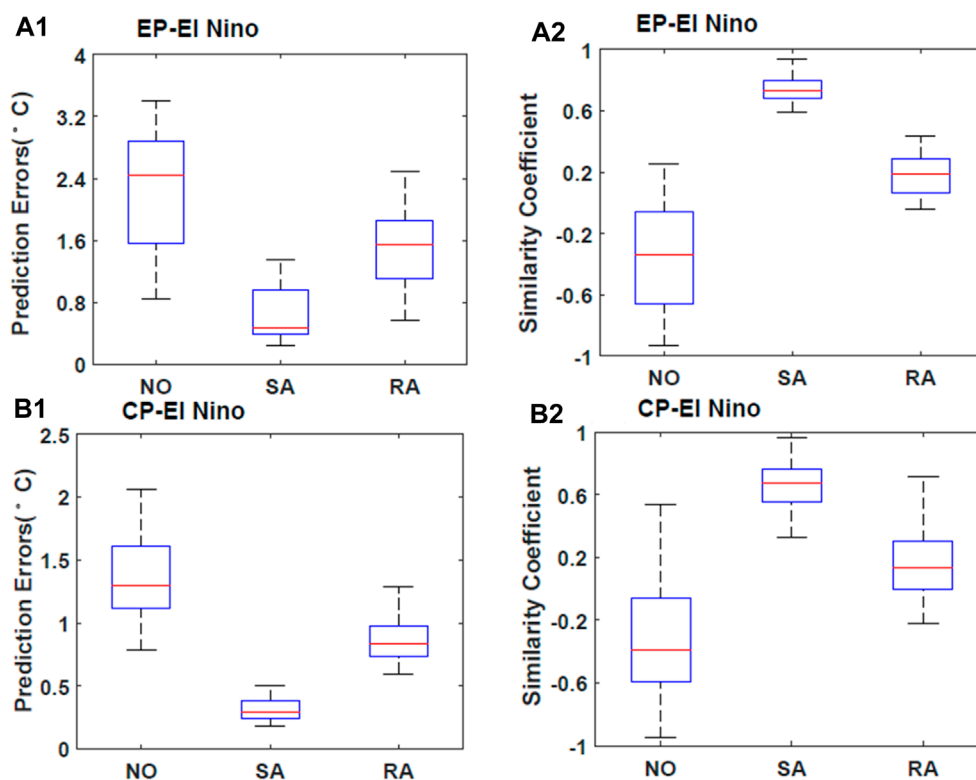 A1
EP-El Nino
Prediction Errors(° C)
4
3.2
2.4
1.6
0.8
0
NO SA RA
A2
EP-El Nino
Similarity Coefficient
1
0.6
0.2
-0.2
-0.6
-1
NO SA RA
B1
CP-El Nino
Prediction Errors(° C)
2.5
2
1.5
1
0.5
0
NO SA RA
B2
CP-El Nino
Similarity Coefficient
1
0.6
0.2
-0.2
-0.6
-1
NO SA RA